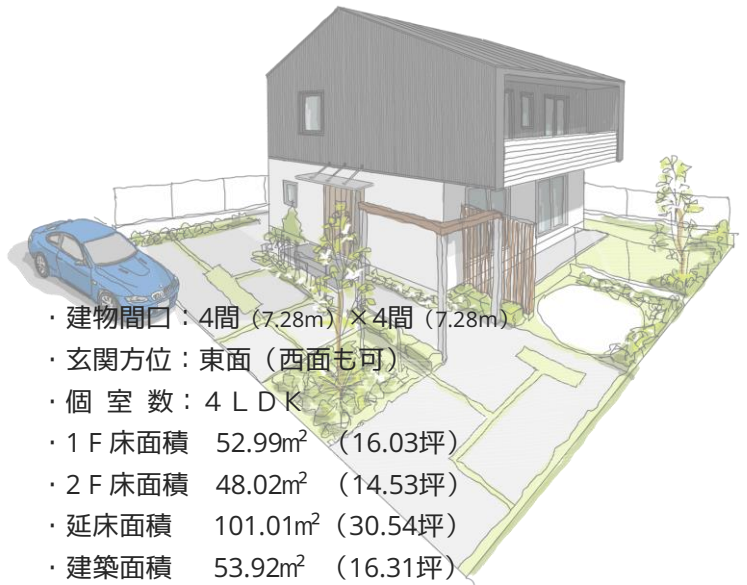 ・建物間口：4間（7.28m）×4間（7.28m）
・玄関方位：東面（西面も可）
・個 室 数：４ＬＤＫ
・１Ｆ床面積　52.99m²　（16.03坪）
・２Ｆ床面積　48.02m²　（14.53坪）
・延床面積　101.01m²（30.54坪）
・建築面積　53.92m²　（16.31坪）